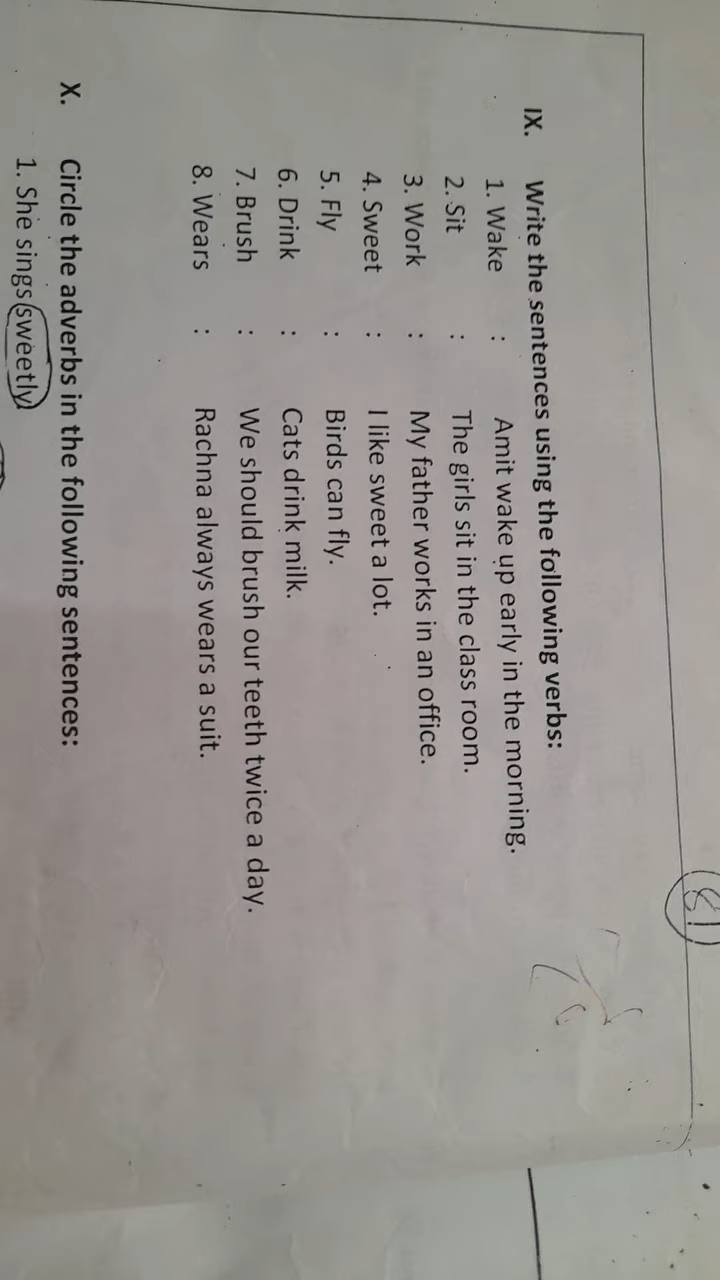 IX. Write the sentences using the following verbs:
1. Wake : Amit wake up early in the morning.
2. Sit : The girls sit in the class room.
3. Work : My father works in an office.
4. Sweet : I like sweet a lot.
5. Fly : Birds can fly.
6. Drink : Cats drink milk.
7. Brush : We should brush our teeth twice a day.
8. Wears : Rachna always wears a suit.
X. Circle the adverbs in the following sentences:
1. She sings sweetly.